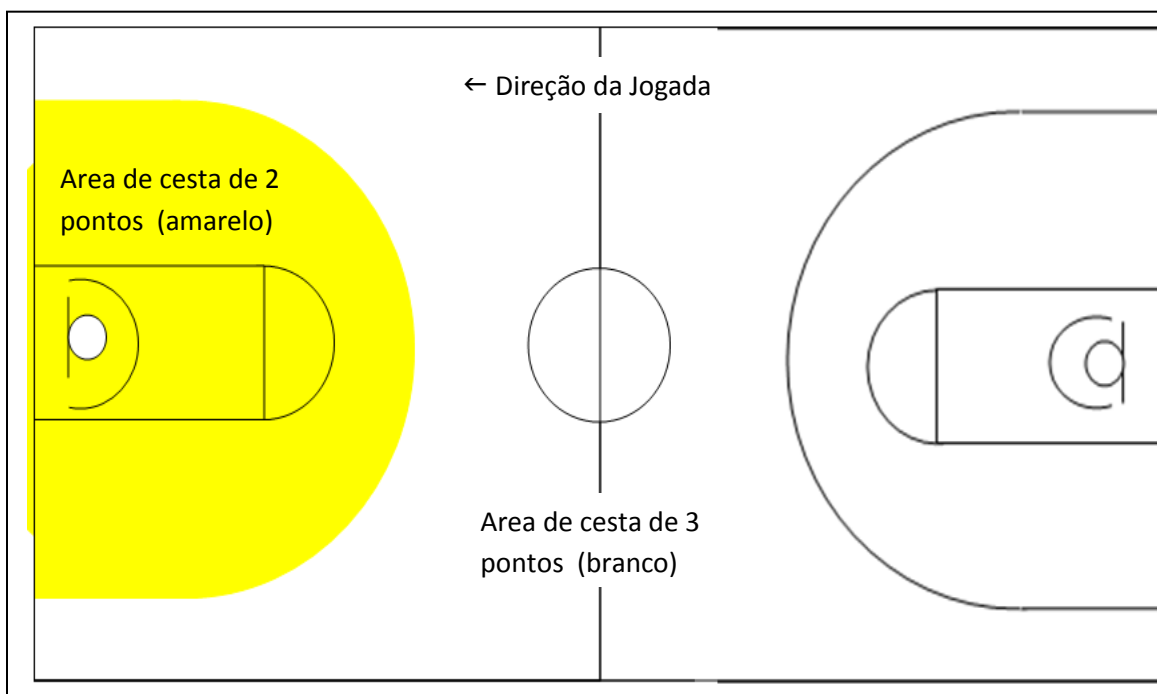 ← Direção da Jogada
Area de cesta de 2
pontos (amarelo)
Area de cesta de 3
pontos (branco)